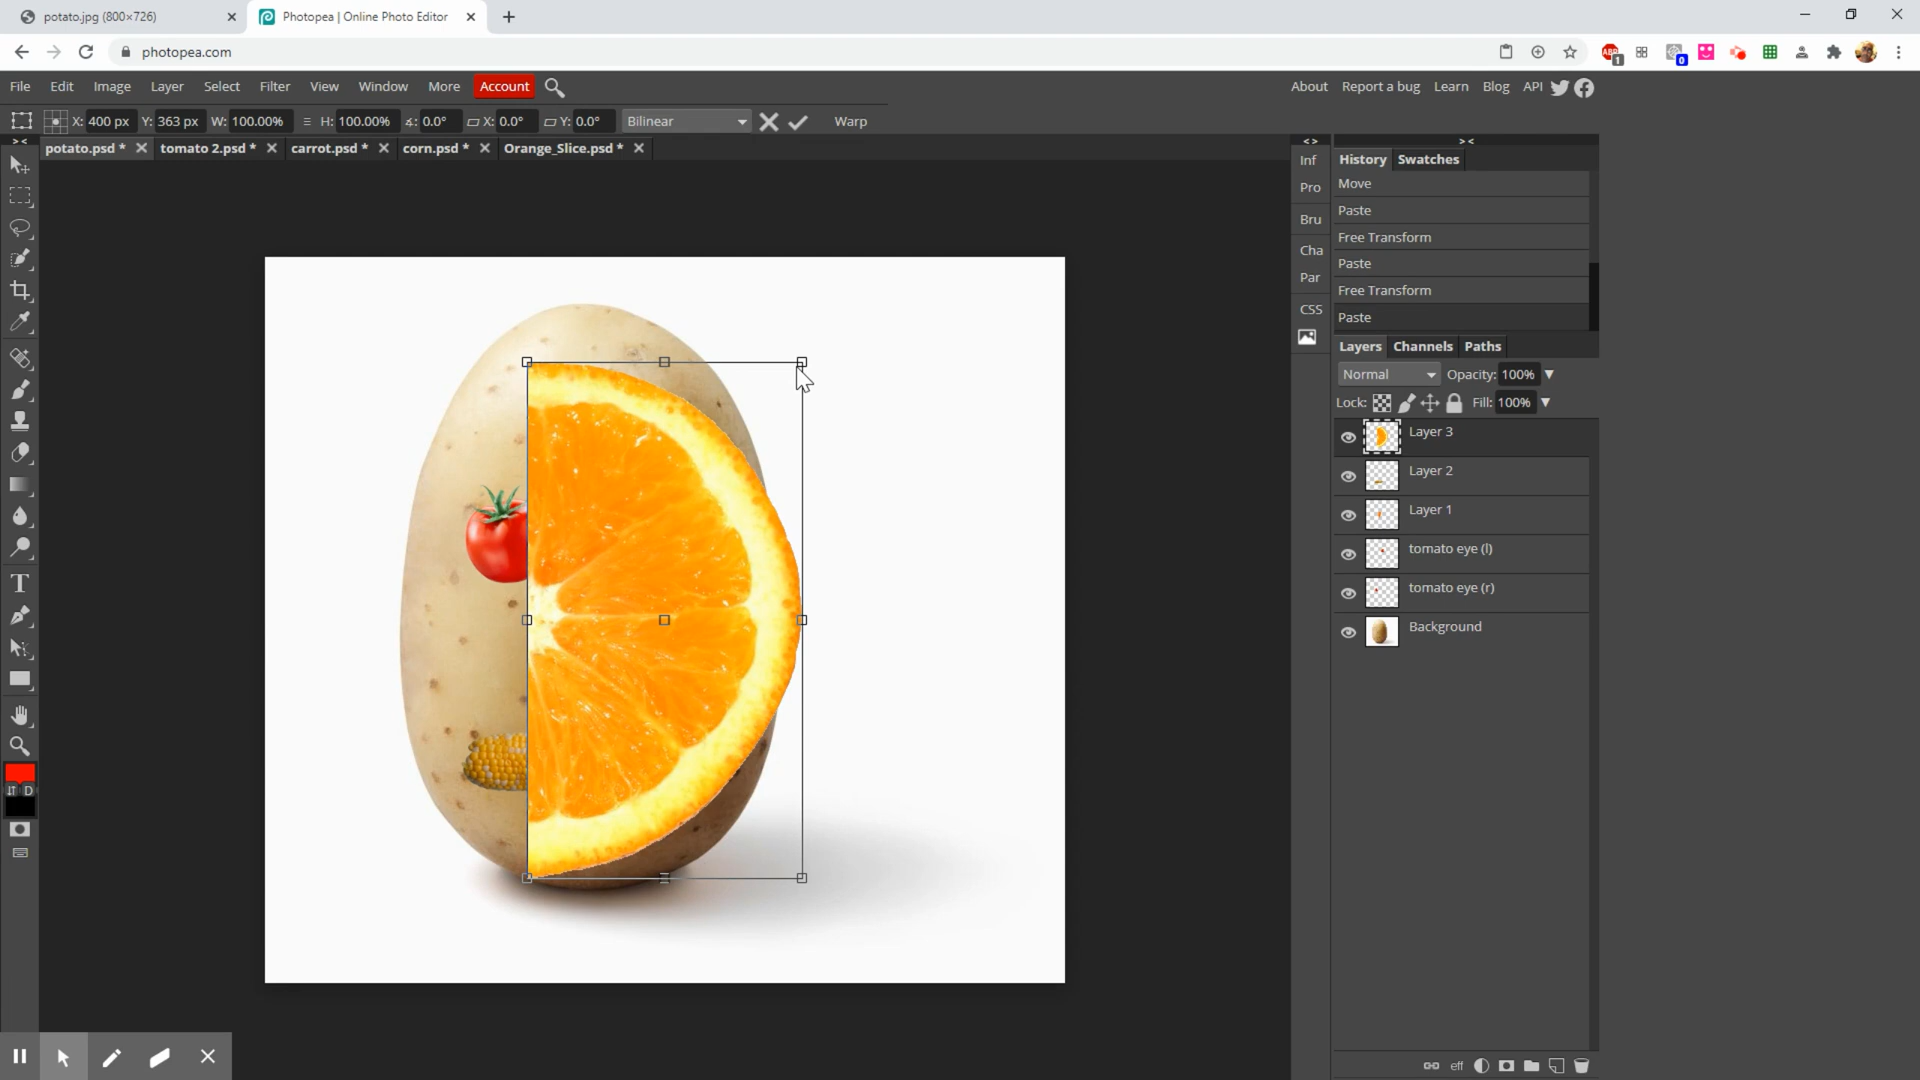 potato.jpg (800×726)
Photopea | Online Photo Editor
photopea.com
1
0
File Edit Image Layer Select Filter View Window More Account
About Report a bug Learn Blog API
X: 400 px Y: 363 px W: 100.00% H: 100.00% ∡: 0.0° X: 0.0° Y: 0.0° Bilinear Warp
potato.psd * tomato 2.psd * carrot.psd * corn.psd * Orange_Slice.psd *
> <
< >
> <
Inf
Pro
Bru
Cha
Par
CSS
History Swatches
Move
Paste
Free Transform
Paste
Free Transform
Paste
Layers Channels Paths
Normal Opacity: 100%
Lock: Fill: 100%
Layer 3
Layer 2
Layer 1
tomato eye (l)
tomato eye (r)
Background
T
D
eff